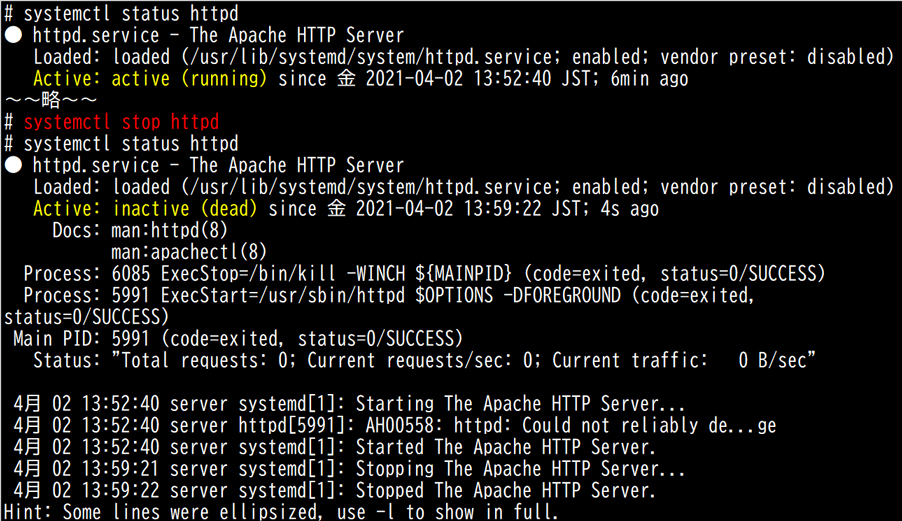 # systemctl status httpd
● httpd.service - The Apache HTTP Server
   Loaded: loaded (/usr/lib/systemd/system/httpd.service; enabled; vendor preset: disabled)
   Active: active (running) since 金 2021-04-02 13:52:40 JST; 6min ago
～～略～～
# systemctl stop httpd
# systemctl status httpd
● httpd.service - The Apache HTTP Server
   Loaded: loaded (/usr/lib/systemd/system/httpd.service; enabled; vendor preset: disabled)
   Active: inactive (dead) since 金 2021-04-02 13:59:22 JST; 4s ago
     Docs: man:httpd(8)
           man:apachectl(8)
  Process: 6085 ExecStop=/bin/kill -WINCH ${MAINPID} (code=exited, status=0/SUCCESS)
  Process: 5991 ExecStart=/usr/sbin/httpd $OPTIONS -DFOREGROUND (code=exited,
status=0/SUCCESS)
 Main PID: 5991 (code=exited, status=0/SUCCESS)
   Status: "Total requests: 0; Current requests/sec: 0; Current traffic:   0 B/sec"
 4月 02 13:52:40 server systemd[1]: Starting The Apache HTTP Server...
 4月 02 13:52:40 server httpd[5991]: AH00558: httpd: Could not reliably de...ge
 4月 02 13:52:40 server systemd[1]: Started The Apache HTTP Server.
 4月 02 13:59:21 server systemd[1]: Stopping The Apache HTTP Server...
 4月 02 13:59:22 server systemd[1]: Stopped The Apache HTTP Server.
Hint: Some lines were ellipsized, use -l to show in full.